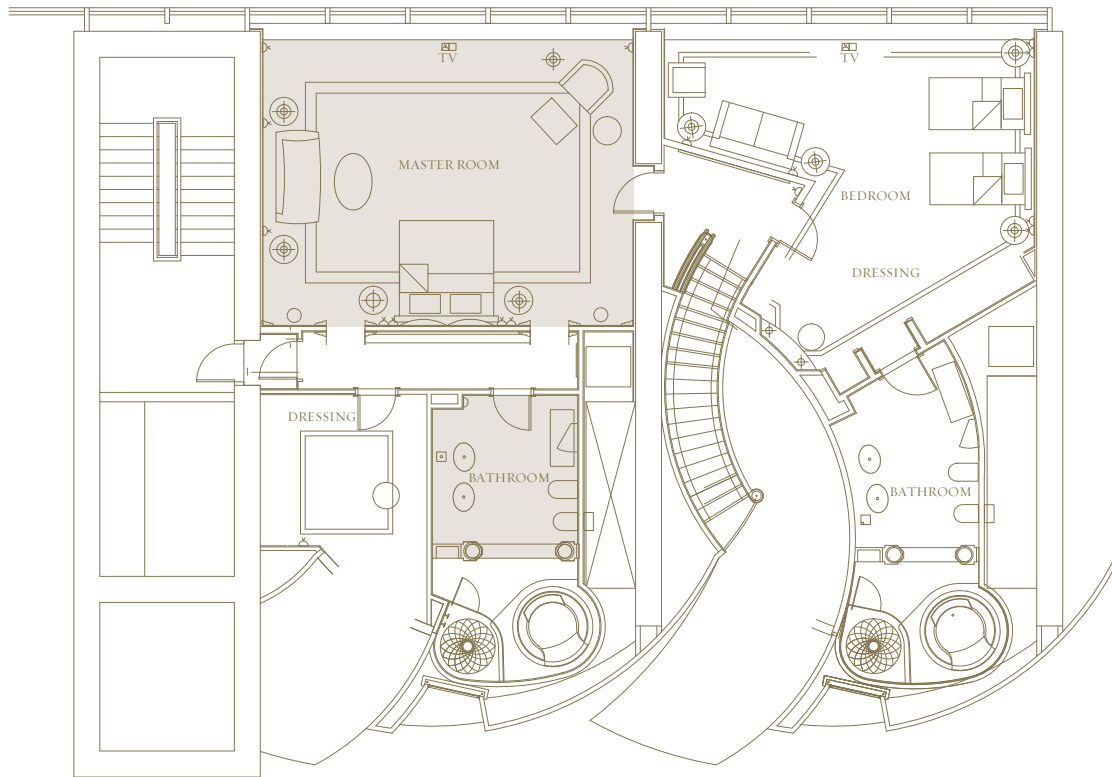 TV
TV
MASTER ROOM
BEDROOM
DRESSING
DRESSING
BATHROOM
BATHROOM